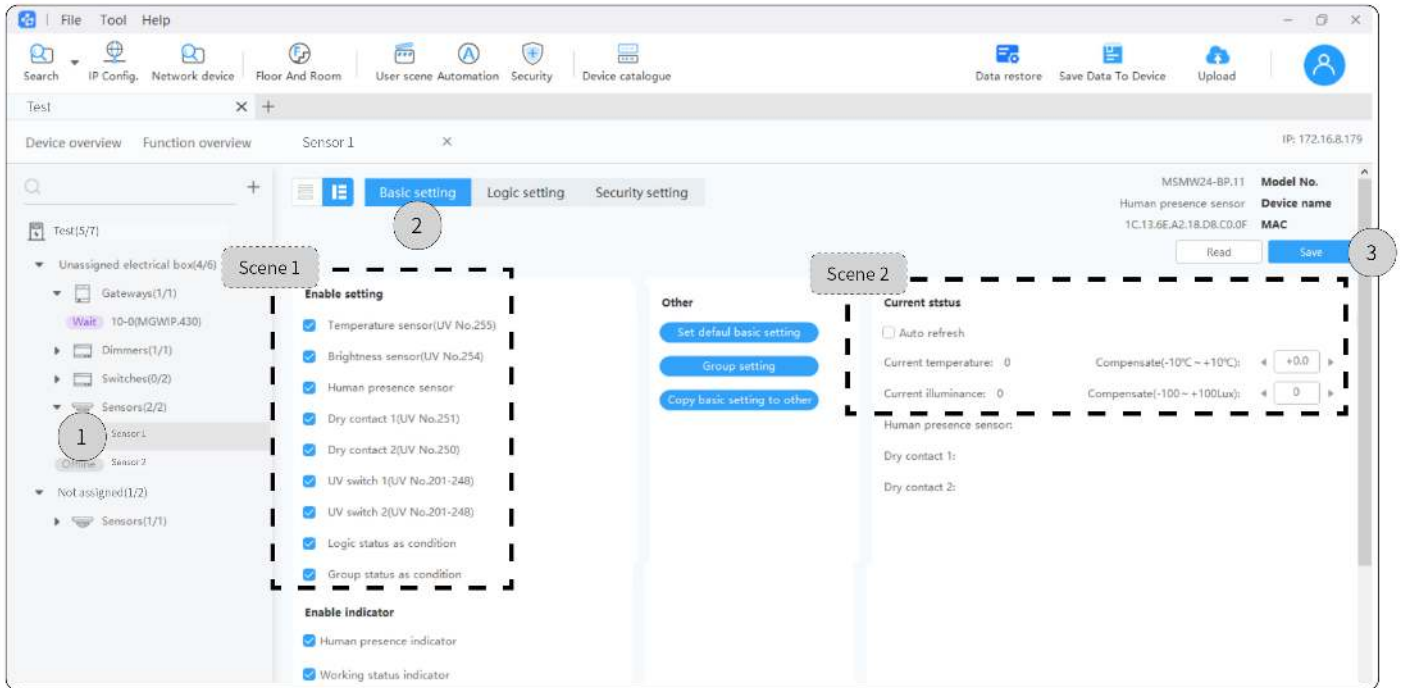 File Tool Help
Search IP Config. Network device Floor And Room User scene Automation Security Device catalogue Data restore Save Data To Device Upload
Test
Device overview Function overview Sensor 1 IP: 172.16.8.179
Basic setting Logic setting Security setting
MSMW24-BP.11 Model No.
Human presence sensor Device name
1C.13.6E.A2.18.D8.C0.0F MAC
Read Save 3
2
Test(5/7)
Unassigned electrical box(4/6)
Gateways(1/1)
Wait 10-0(MGWIP.430)
Dimmers(1/1)
Switches(0/2)
Sensors(2/2)
1 Sensor 1
Offline Sensor 2
Not assigned(1/2)
Sensors(1/1)
Scene 1
Enable setting
Temperature sensor(UV No.255)
Brightness sensor(UV No.254)
Human presence sensor
Dry contact 1(UV No.251)
Dry contact 2(UV No.250)
UV switch 1(UV No.201-248)
UV switch 2(UV No.201-248)
Logic status as condition
Group status as condition
Enable indicator
Human presence indicator
Working status indicator
Other
Set defaul basic setting
Group setting
Copy basic setting to other
Scene 2
Current ststus
Auto refresh
Current temperature: 0 Compensate(-10℃ ~ +10℃): +0.0
Current illuminance: 0 Compensate(-100 ~ +100Lux): 0
Human presence sensor:
Dry contact 1:
Dry contact 2: